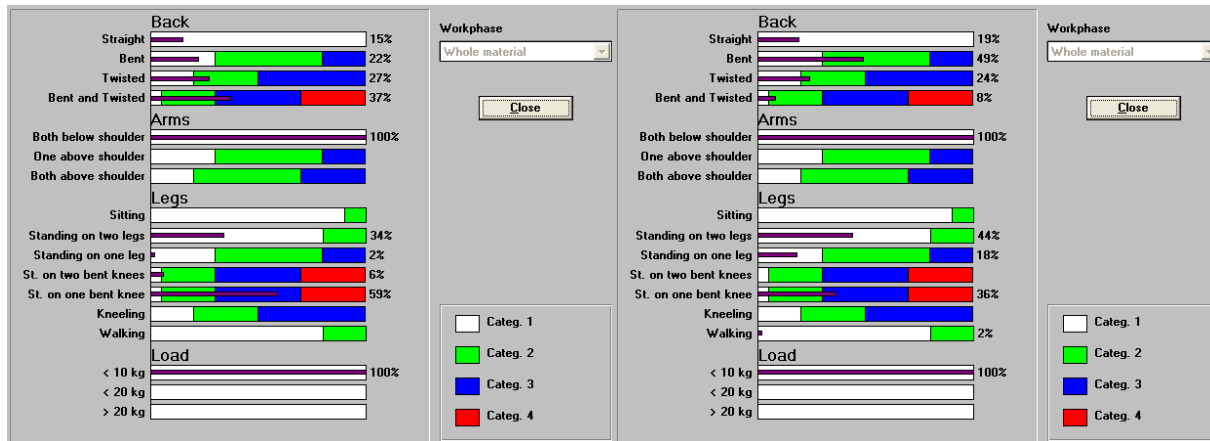 Back
Straight 15%
Bent 22%
Twisted 27%
Bent and Twisted 37%
Arms
Both below shoulder 100%
One above shoulder
Both above shoulder
Legs
Sitting
Standing on two legs 34%
Standing on one leg 2%
St. on two bent knees 6%
St. on one bent knee 59%
Kneeling
Walking
Load
< 10 kg 100%
< 20 kg
> 20 kg
Workphase
Whole material
Close
Categ. 1
Categ. 2
Categ. 3
Categ. 4
Back
Straight 19%
Bent 49%
Twisted 24%
Bent and Twisted 8%
Arms
Both below shoulder 100%
One above shoulder
Both above shoulder
Legs
Sitting
Standing on two legs 44%
Standing on one leg 18%
St. on two bent knees
St. on one bent knee 36%
Kneeling
Walking 2%
Load
< 10 kg 100%
< 20 kg
> 20 kg
Workphase
Whole material
Close
Categ. 1
Categ. 2
Categ. 3
Categ. 4